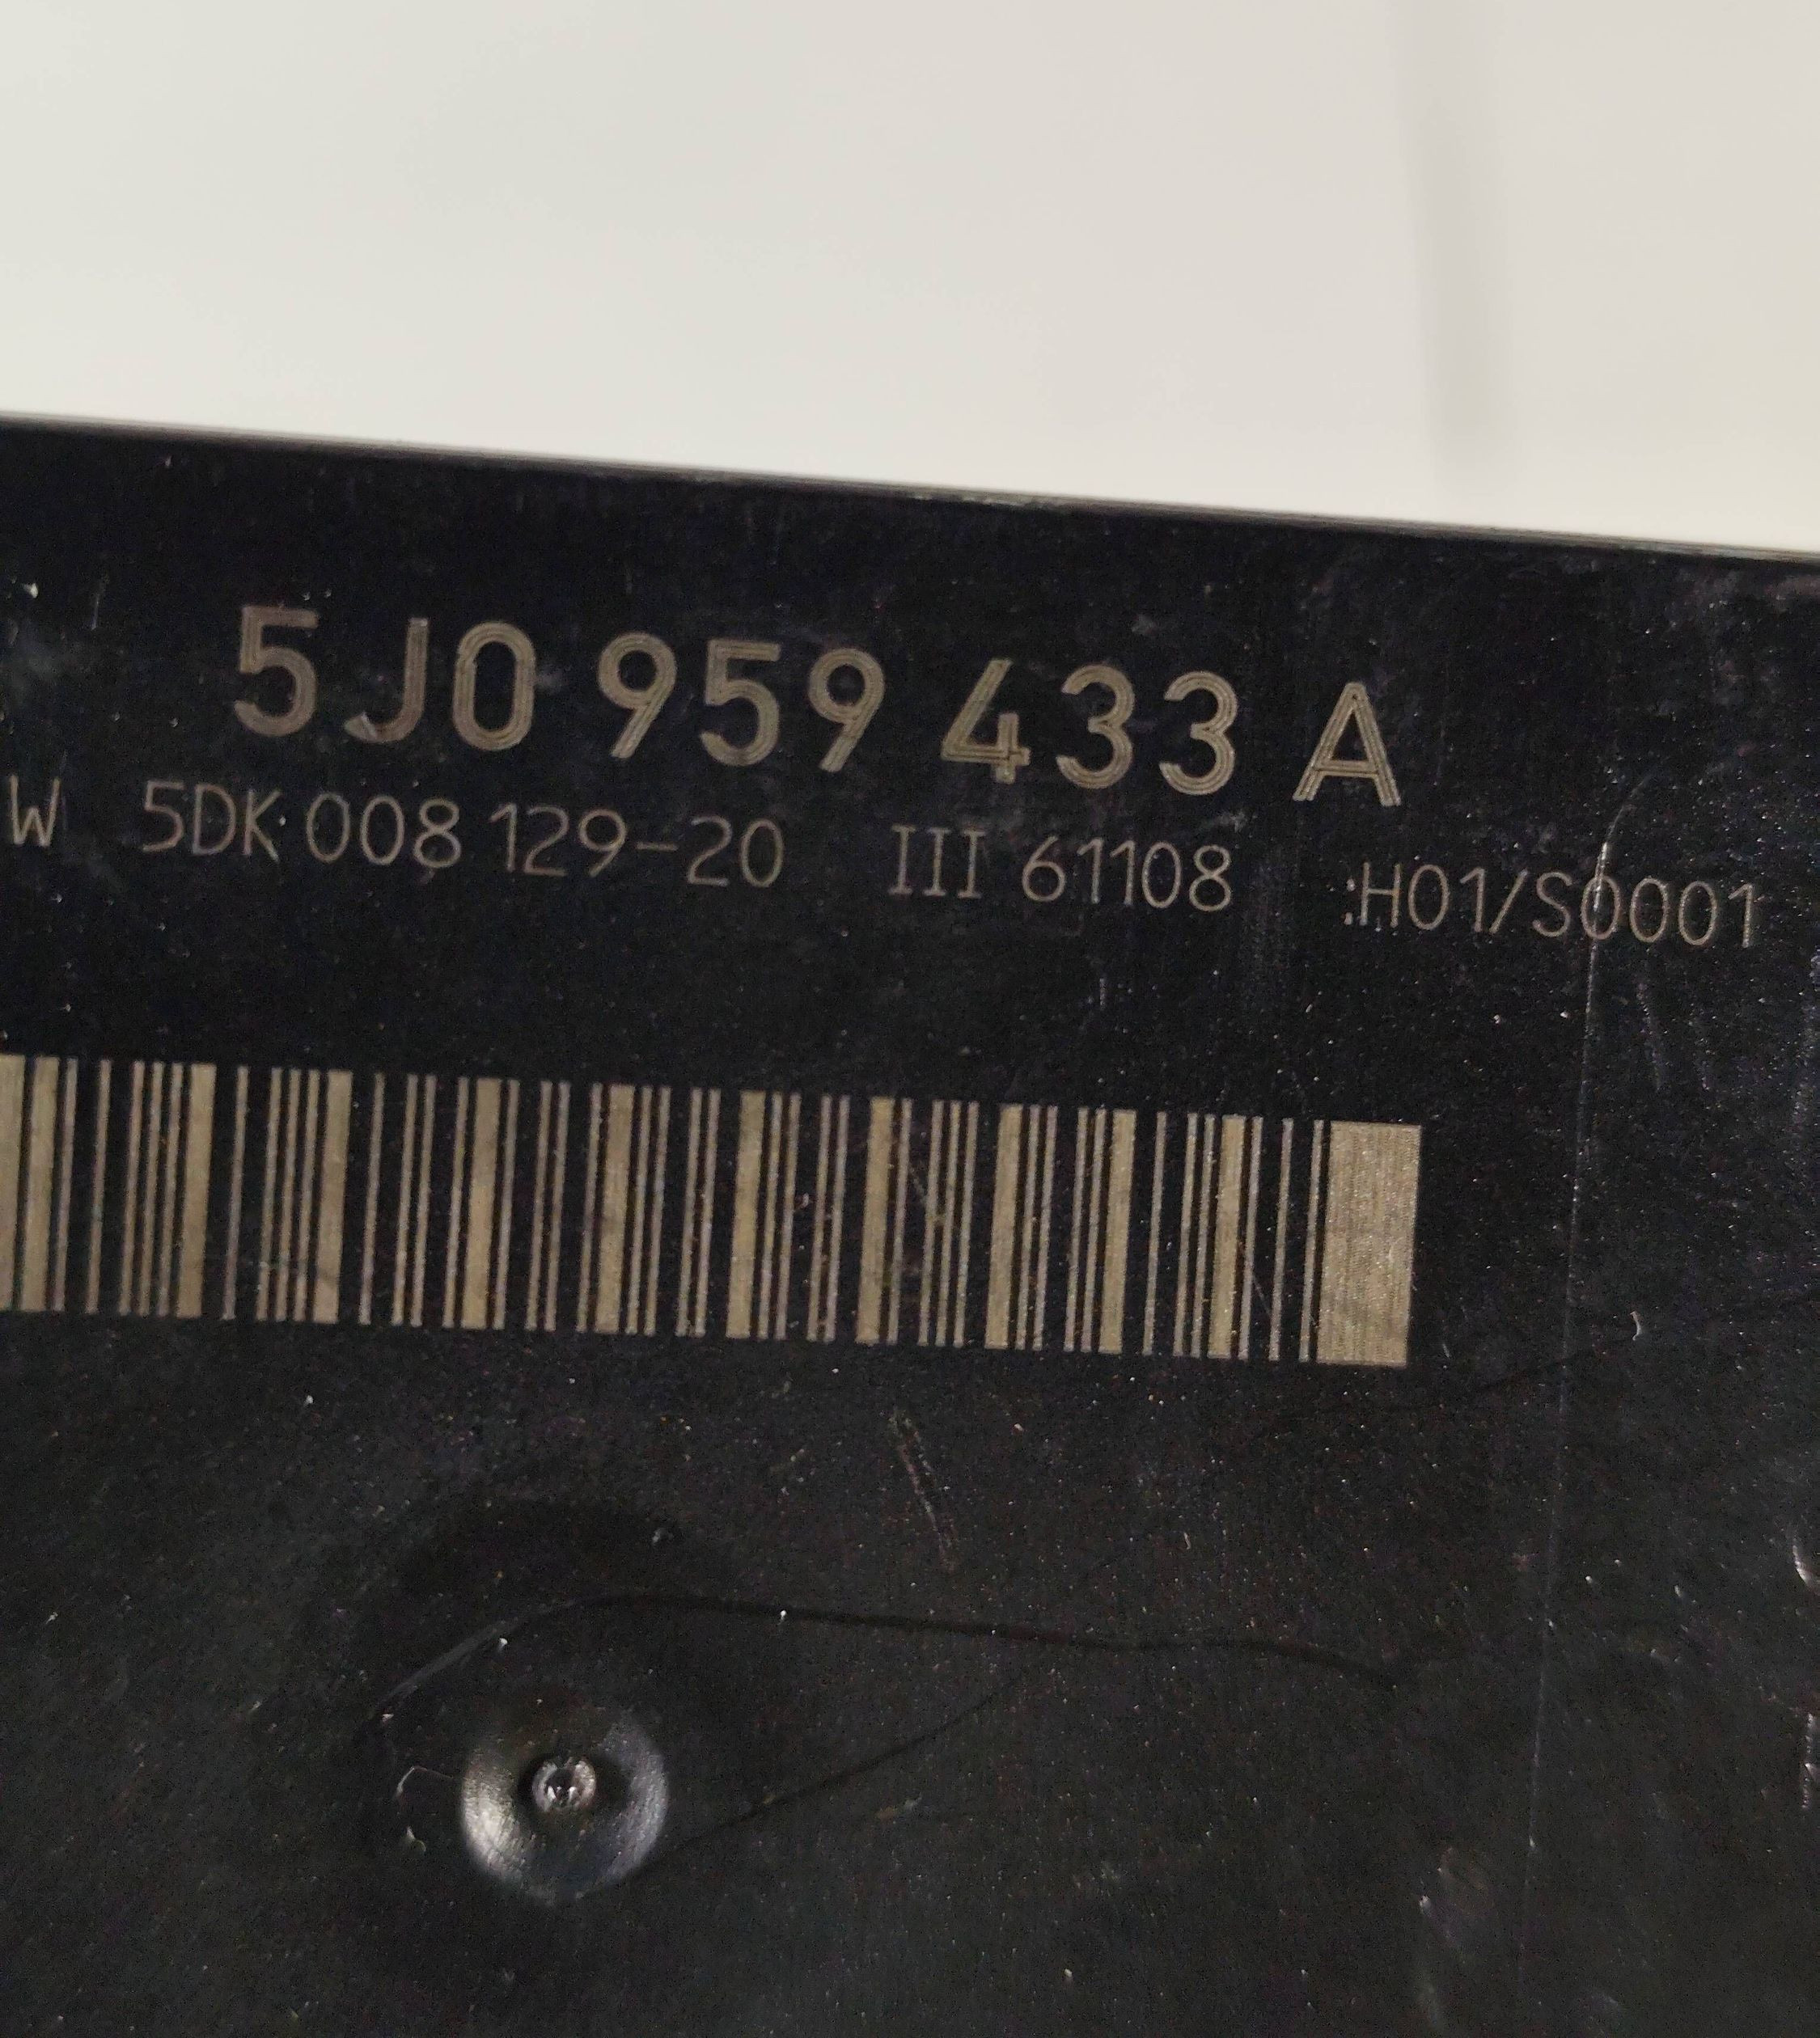 5J0 959 433 A
W 5DK 008 129-20 III 61108 :H01/S0001